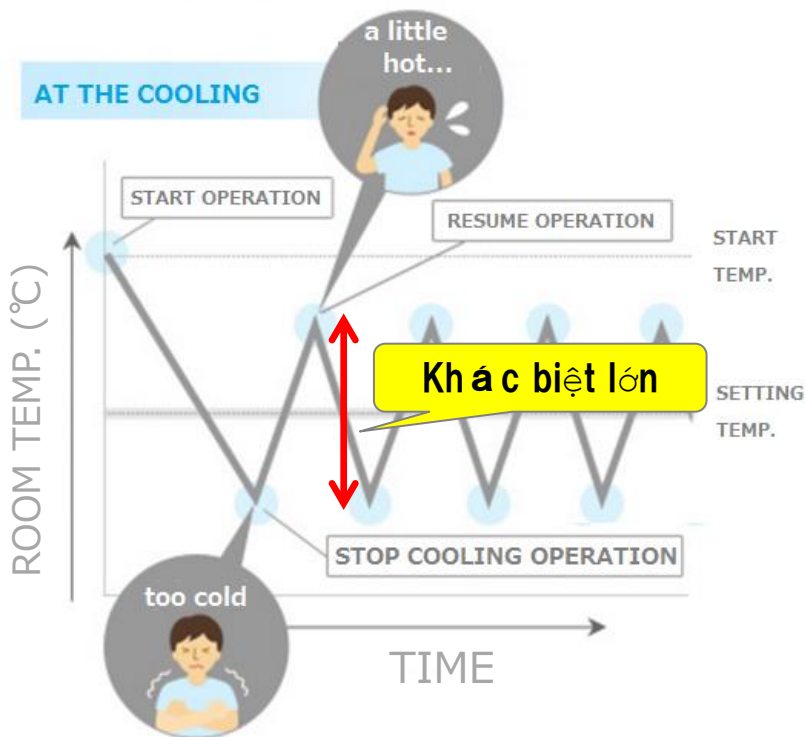 a little
hot...
AT THE COOLING
START OPERATION
RESUME OPERATION
START
TEMP.
ROOM TEMP. (℃)
Khác biệt lớn
SETTING
TEMP.
STOP COOLING OPERATION
too cold
TIME